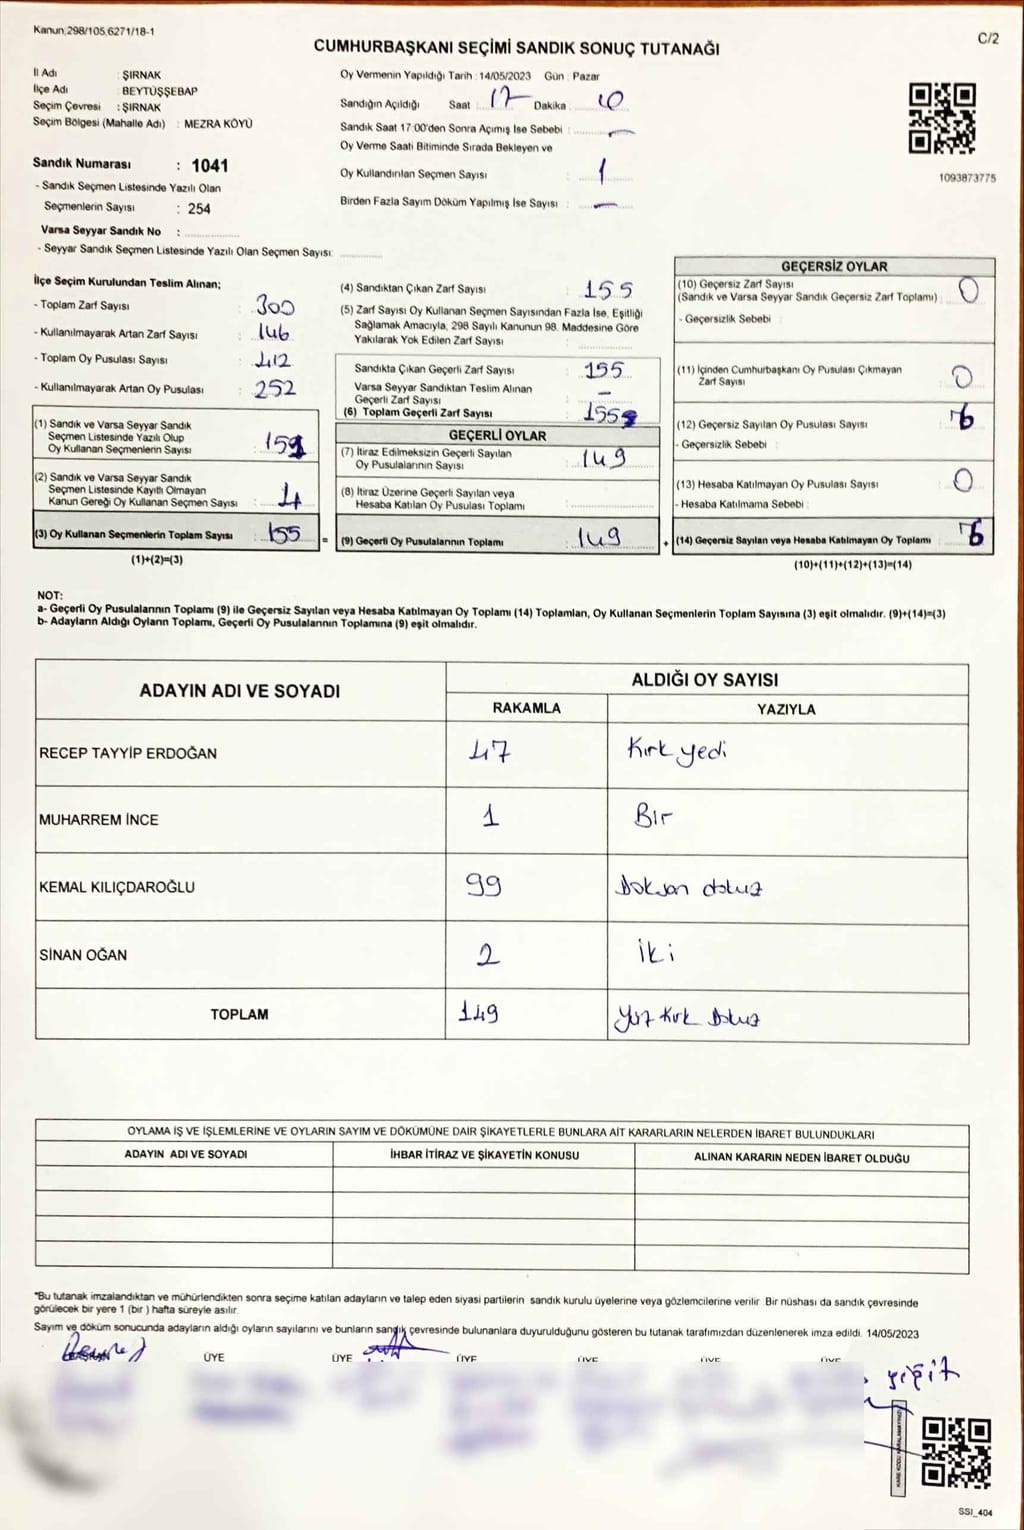 Kanun,298/105,6271/18-1
C/2
CUMHURBAŞKANI SEÇİMİ SANDIK SONUÇ TUTANAĞI
İl Adı : ŞIRNAK
İlçe Adı : BEYTÜŞŞEBAP
Seçim Çevresi : ŞIRNAK
Seçim Bölgesi (Mahalle Adı) : MEZRA KÖYÜ
Sandık Numarası : 1041
- Sandık Seçmen Listesinde Yazılı Olan
Seçmenlerin Sayısı : 254
Varsa Seyyar Sandık No :
- Seyyar Sandık Seçmen Listesinde Yazılı Olan Seçmen Sayısı:
Oy Vermenin Yapıldığı Tarih : 14/05/2023 Gün : Pazar
Sandığın Açıldığı Saat : 17 Dakika : 10
Sandık Saat 17:00'den Sonra Açılmış İse Sebebi : —
Oy Verme Saati Bitiminde Sırada Bekleyen ve
Oy Kullandırılan Seçmen Sayısı : 1
Birden Fazla Sayım Döküm Yapılmış İse Sayısı : —
1093873775
İlçe Seçim Kurulundan Teslim Alınan;
- Toplam Zarf Sayısı : 300
- Kullanılmayarak Artan Zarf Sayısı : 146
- Toplam Oy Pusulası Sayısı : 412
- Kullanılmayarak Artan Oy Pusulası : 252
(1) Sandık ve Varsa Seyyar Sandık
Seçmen Listesinde Yazılı Olup
Oy Kullanan Seçmenlerin Sayısı : 151
(2) Sandık ve Varsa Seyyar Sandık
Seçmen Listesinde Kayıtlı Olmayan
Kanun Gereği Oy Kullanan Seçmen Sayısı : 4
(3) Oy Kullanan Seçmenlerin Toplam Sayısı : 155
(1)+(2)=(3)
(4) Sandıktan Çıkan Zarf Sayısı : 155
(5) Zarf Sayısı Oy Kullanan Seçmen Sayısından Fazla İse, Eşitliği
Sağlamak Amacıyla, 298 Sayılı Kanunun 98. Maddesine Göre
Yakılarak Yok Edilen Zarf Sayısı :
Sandıkta Çıkan Geçerli Zarf Sayısı : 155
Varsa Seyyar Sandıktan Teslim Alınan
Geçerli Zarf Sayısı : —
(6) Toplam Geçerli Zarf Sayısı : 155
GEÇERLİ OYLAR
(7) İtiraz Edilmeksizin Geçerli Sayılan
Oy Pusulalarının Sayısı : 149
(8) İtiraz Üzerine Geçerli Sayılan veya
Hesaba Katılan Oy Pusulası Toplamı :
= (9) Geçerli Oy Pusulalarının Toplamı : 149
GEÇERSİZ OYLAR
(10) Geçersiz Zarf Sayısı
(Sandık ve Varsa Seyyar Sandık Geçersiz Zarf Toplamı) : 0
- Geçersizlik Sebebi :
(11) İçinden Cumhurbaşkanı Oy Pusulası Çıkmayan
Zarf Sayısı : 0
(12) Geçersiz Sayılan Oy Pusulası Sayısı : 6
- Geçersizlik Sebebi :
(13) Hesaba Katılmayan Oy Pusulası Sayısı : 0
- Hesaba Katılmama Sebebi :
+ (14) Geçersiz Sayılan veya Hesaba Katılmayan Oy Toplamı : 6
(10)+(11)+(12)+(13)=(14)
NOT:
a- Geçerli Oy Pusulalarının Toplamı (9) ile Geçersiz Sayılan veya Hesaba Katılmayan Oy Toplamı (14) Toplamları, Oy Kullanan Seçmenlerin Toplam Sayısına (3) eşit olmalıdır. (9)+(14)=(3)
b- Adayların Aldığı Oyların Toplamı, Geçerli Oy Pusulalarının Toplamına (9) eşit olmalıdır.
ADAYIN ADI VE SOYADI ALDIĞI OY SAYISI
RAKAMLA YAZIYLA
RECEP TAYYİP ERDOĞAN 47 Kırk yedi
MUHARREM İNCE 1 Bir
KEMAL KILIÇDAROĞLU 99 Doksan dokuz
SİNAN OĞAN 2 iki
TOPLAM 149 Yüz Kırk Dokuz
OYLAMA İŞ VE İŞLEMLERİNE VE OYLARIN SAYIM VE DÖKÜMÜNE DAİR ŞİKAYETLERLE BUNLARA AİT KARARLARIN NELERDEN İBARET BULUNDUKLARI
ADAYIN ADI VE SOYADI İHBAR İTİRAZ VE ŞİKAYETİN KONUSU ALINAN KARARIN NEDEN İBARET OLDUĞU
*Bu tutanak imzalandıktan ve mühürlendikten sonra seçime katılan adayların ve talep eden siyasi partilerin sandık kurulu üyelerine veya gözlemcilerine verilir Bir nüshası da sandık çevresinde
görülecek bir yere 1 (bir ) hafta süreyle asılır.
Sayım ve döküm sonucunda adayların aldığı oyların sayılarını ve bunların sandık çevresinde bulunanlara duyurulduğunu gösteren bu tutanak tarafımızdan düzenlenerek imza edildi. 14/05/2023
BAŞKAN ÜYE ÜYE ÜYE ÜYE ÜYE ÜYE
yiğit
KARE KODU KARALAMAYINIZ
SSI_404